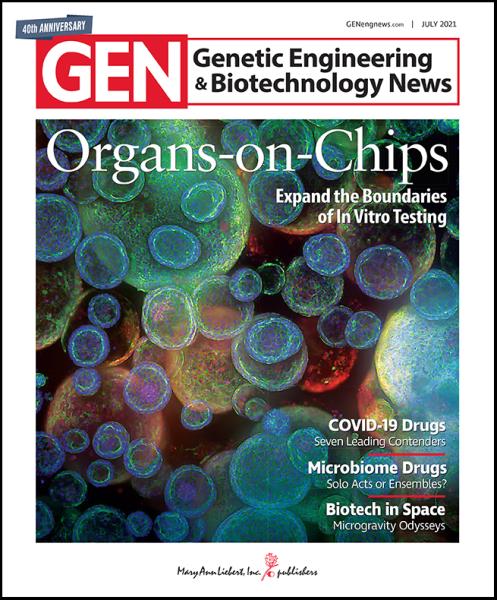 40th ANNIVERSARY
GENengnews.com | JULY 2021
GEN
Genetic Engineering
& Biotechnology News
Organs-on-Chips
Expand the Boundaries
of In Vitro Testing
COVID-19 Drugs
Seven Leading Contenders
Microbiome Drugs
Solo Acts or Ensembles?
Biotech in Space
Microgravity Odysseys
Mary Ann Liebert, Inc. publishers